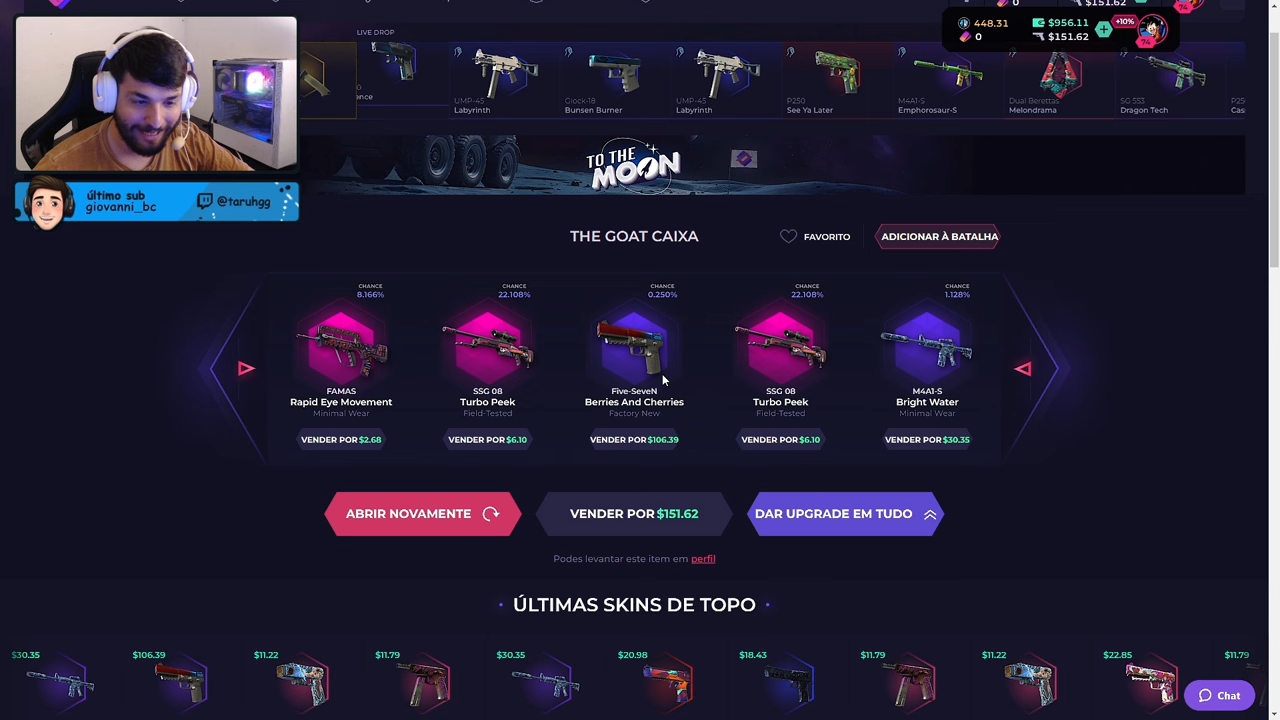 0
$151.62
448.31
$956.11
+10%
0
$151.62
74
LIVE DROP
UMP-45
Labyrinth
Glock-18
Bunsen Burner
UMP-45
Labyrinth
P250
See Ya Later
M4A1-S
Emphorosaur-S
Dual Berettas
Melondrama
SG 553
Dragon Tech
TO THE
MOON
último sub
giovanni_bc
@taruhgg
THE GOAT CAIXA
FAVORITO
ADICIONAR À BATALHA
CHANCE
8.166%
CHANCE
22.108%
CHANCE
0.250%
CHANCE
22.108%
CHANCE
1.128%
FAMAS
Rapid Eye Movement
Minimal Wear
VENDER POR $2.68
SSG 08
Turbo Peek
Field-Tested
VENDER POR $6.10
Five-SeveN
Berries And Cherries
Factory New
VENDER POR $106.39
SSG 08
Turbo Peek
Field-Tested
VENDER POR $6.10
M4A1-S
Bright Water
Minimal Wear
VENDER POR $30.35
ABRIR NOVAMENTE
VENDER POR $151.62
DAR UPGRADE EM TUDO
Podes levantar este item em perfil
ÚLTIMAS SKINS DE TOPO
$30.35
$106.39
$11.22
$11.79
$30.35
$20.98
$18.43
$11.79
$11.22
$22.85
$11.79
Chat